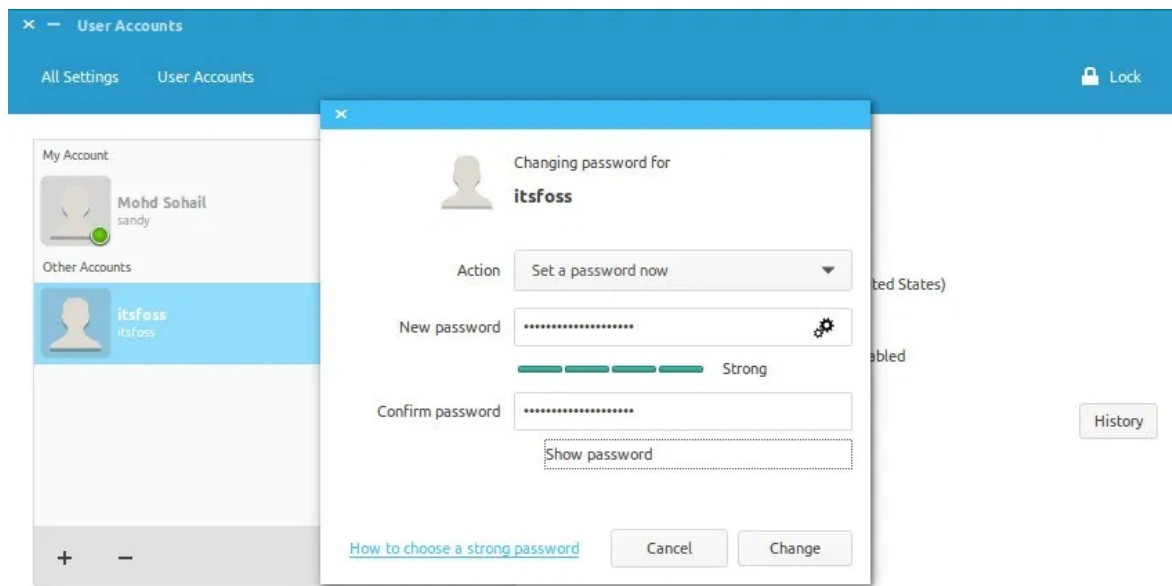 User Accounts
All Settings User Accounts Lock
My Account
Mohd Sohail
sandy
Other Accounts
itsfoss
itsfoss
Changing password for
itsfoss
Action Set a password now
New password ••••••••••••••••••••
Strong
Confirm password ••••••••••••••••••••
Show password
How to choose a strong password Cancel Change
ted States)
abled
History